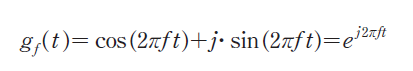 g_f(t)= cos(2πft)+j· sin(2πft)=e^{j2πft}